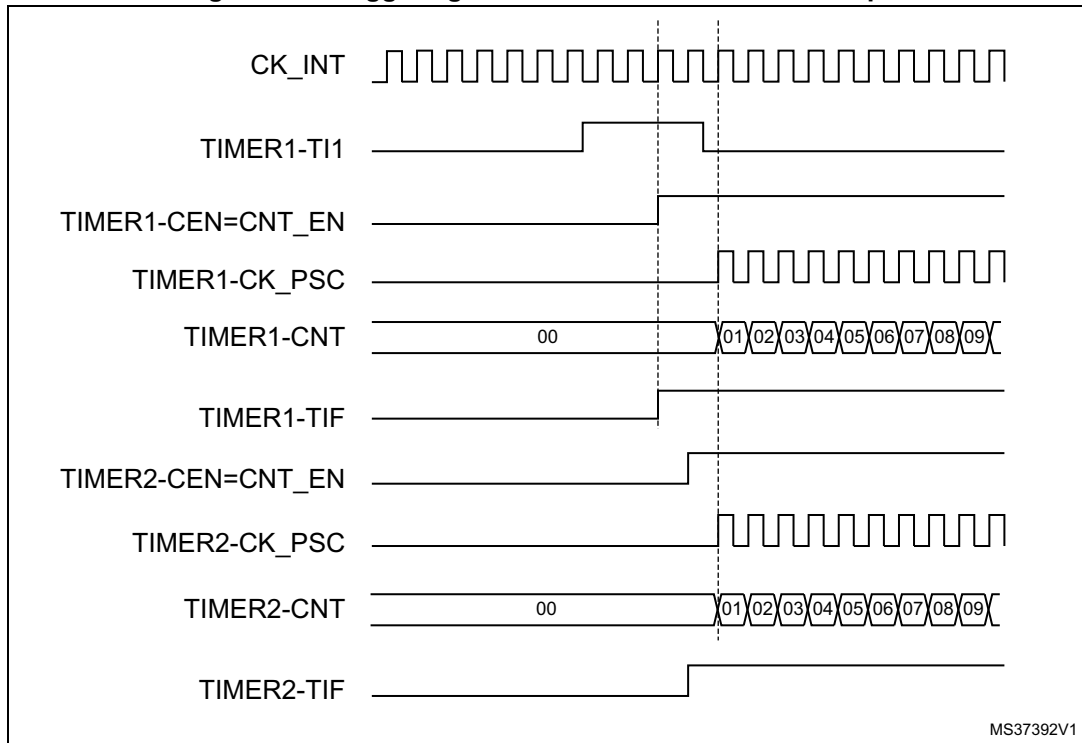 CK_INT
TIMER1-TI1
TIMER1-CEN=CNT_EN
TIMER1-CK_PSC
TIMER1-CNT 00 01 02 03 04 05 06 07 08 09
TIMER1-TIF
TIMER2-CEN=CNT_EN
TIMER2-CK_PSC
TIMER2-CNT 00 01 02 03 04 05 06 07 08 09
TIMER2-TIF
MS37392V1